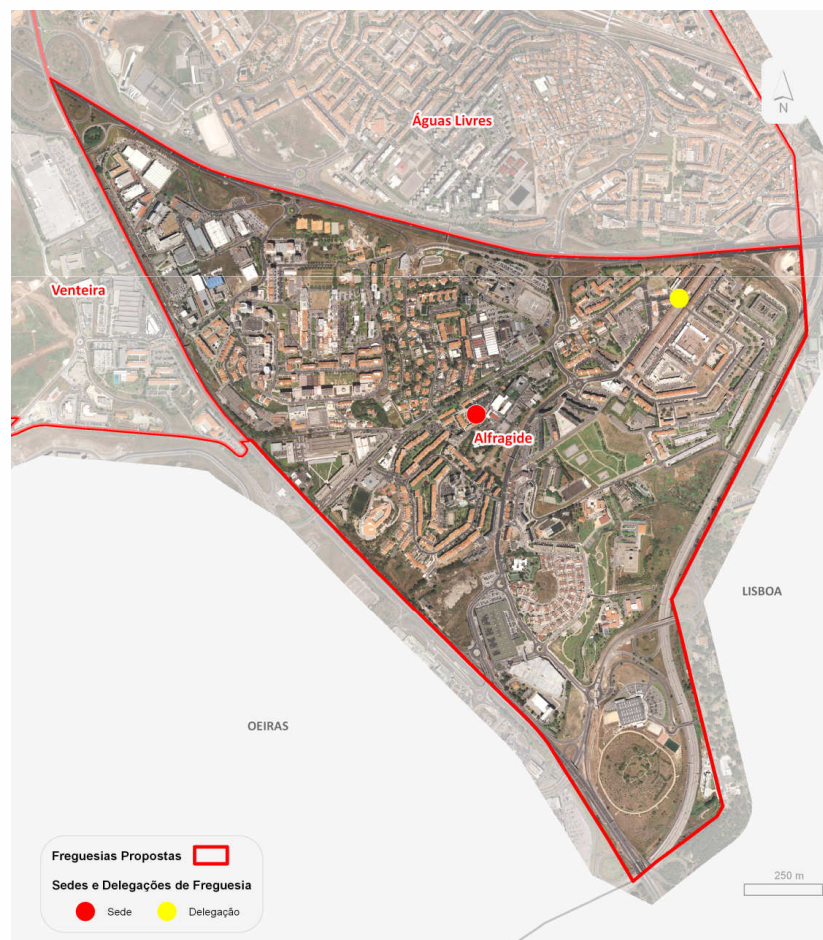 Águas Livres
N
Venteira
Alfragide
LISBOA
OEIRAS
Freguesias Propostas
Sedes e Delegações de Freguesia
Sede
Delegação
250 m